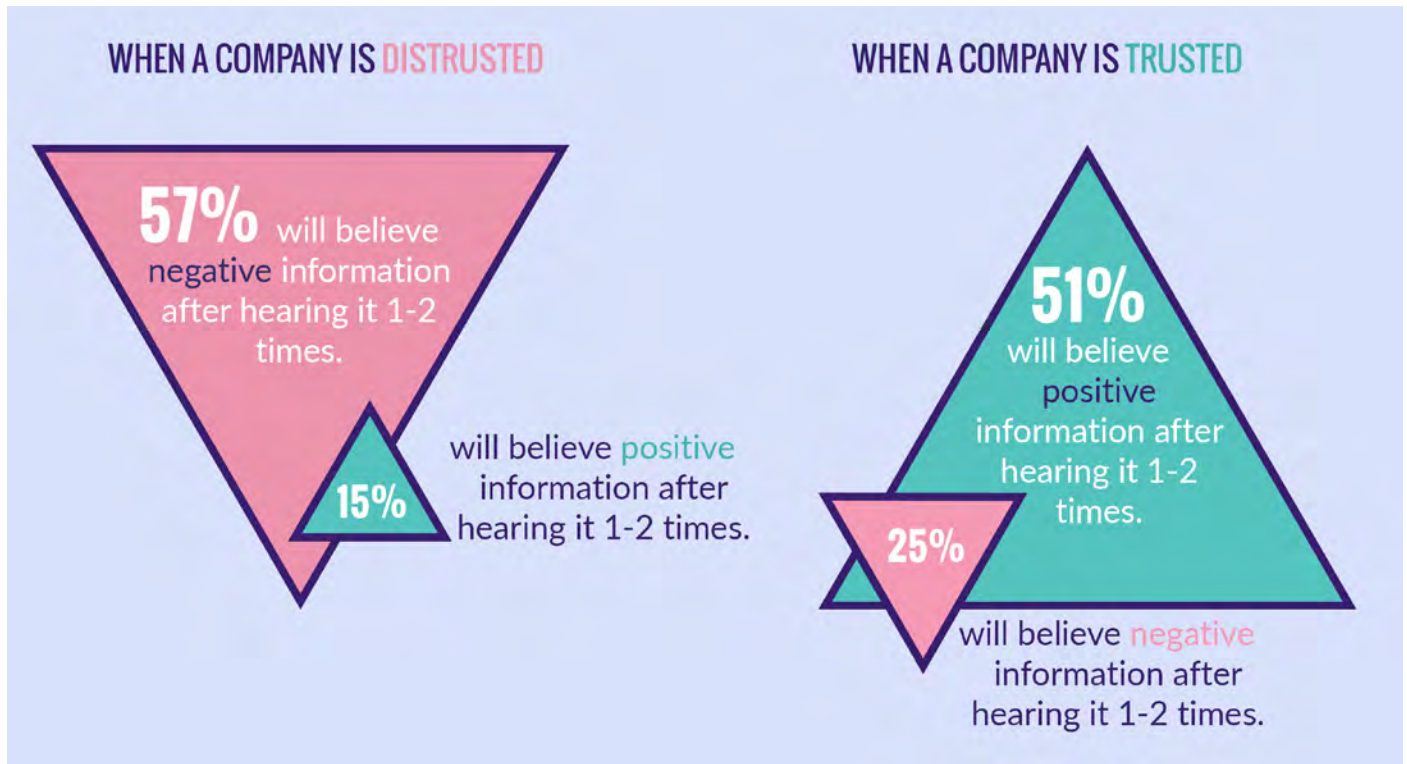 WHEN A COMPANY IS DISTRUSTED
57% will believe
negative information
after hearing it 1-2
times.
15%
will believe positive
information after
hearing it 1-2 times.
WHEN A COMPANY IS TRUSTED
51%
will believe
positive
information after
hearing it 1-2
times.
25%
will believe negative
information after
hearing it 1-2 times.